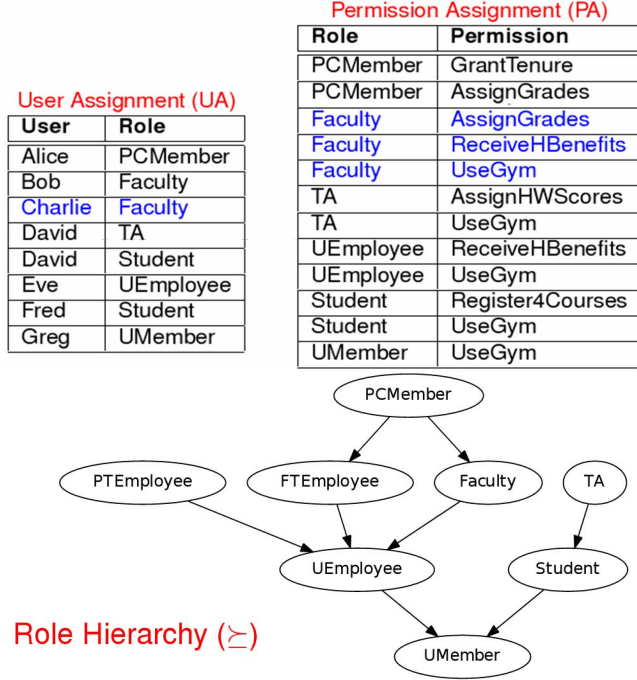 Permission Assignment (PA)
Role Permission
PCMember GrantTenure
PCMember AssignGrades
Faculty AssignGrades
Faculty ReceiveHBenefits
Faculty UseGym
TA AssignHWScores
TA UseGym
UEmployee ReceiveHBenefits
UEmployee UseGym
Student Register4Courses
Student UseGym
UMember UseGym
User Assignment (UA)
User Role
Alice PCMember
Bob Faculty
Charlie Faculty
David TA
David Student
Eve UEmployee
Fred Student
Greg UMember
PCMember
PTEmployee FTEmployee Faculty TA
UEmployee Student
Role Hierarchy (⪰)
UMember